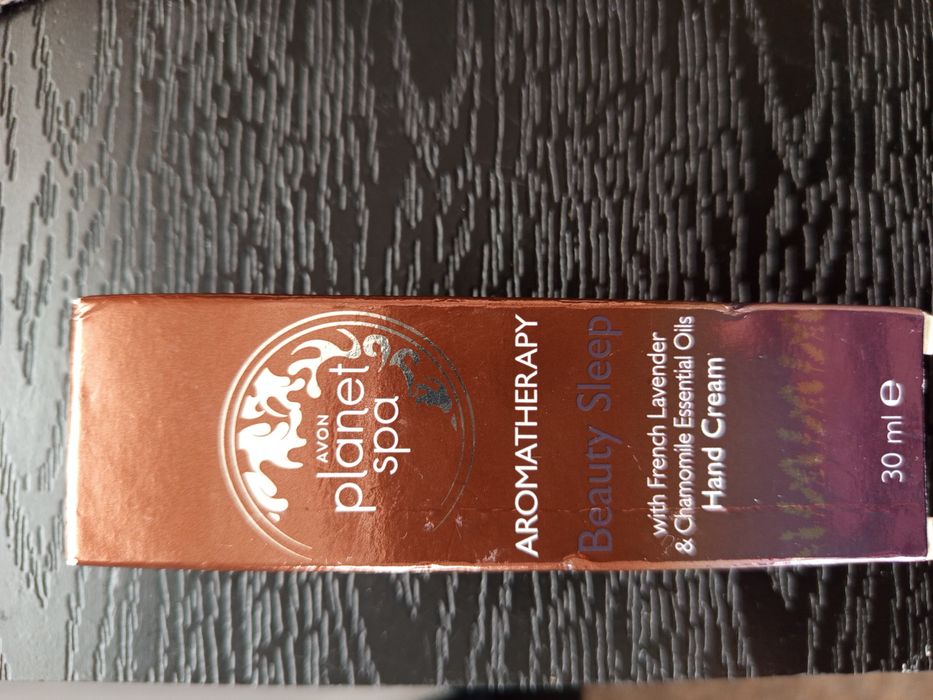 AVON
planet
spa
AROMATHERAPY
Beauty Sleep
with French Lavender
& Chamomile Essential Oils
Hand Cream
30 ml e